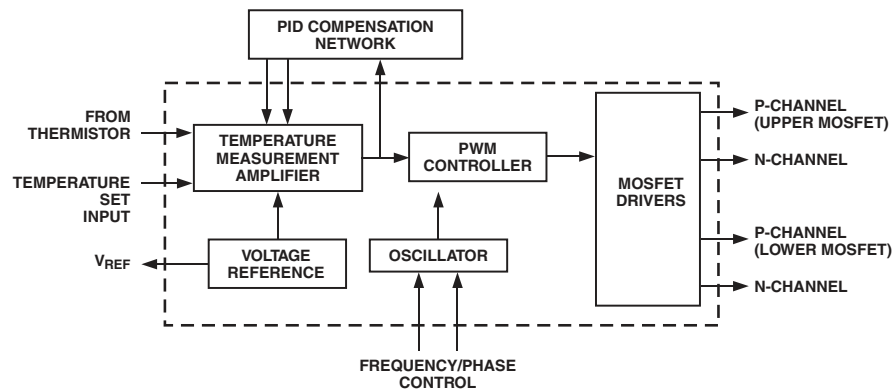 PID COMPENSATION
NETWORK
FROM
THERMISTOR
TEMPERATURE
MEASUREMENT
AMPLIFIER
PWM
CONTROLLER
MOSFET
DRIVERS
P-CHANNEL
(UPPER MOSFET)
N-CHANNEL
TEMPERATURE
SET
INPUT
P-CHANNEL
(LOWER MOSFET)
VREF
VOLTAGE
REFERENCE
OSCILLATOR
N-CHANNEL
FREQUENCY/PHASE
CONTROL